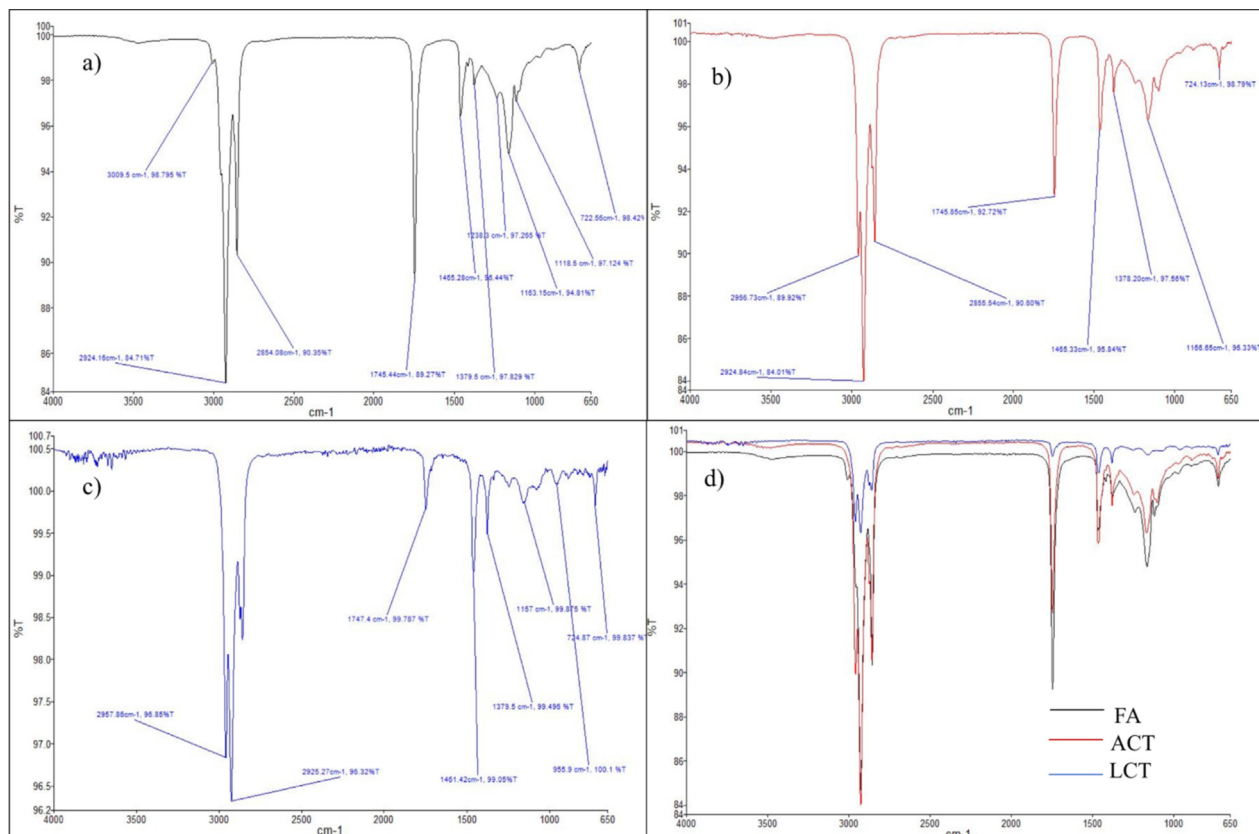 a)
100
100
98
96
94
92
90
88
86
84
%T
4000
3000
2000
1500
1000
650
cm-1
3009.5 cm-1, 98.795 %T
2924.16cm-1, 84.71%T
2854.08cm-1, 90.35%T
1745.44cm-1, 89.27%T
1465.28cm-1, 96.44%T
1379.6 cm-1, 97.829 %T
1238.3 cm-1, 97.265 %T
1163.15cm-1, 94.81%T
1118.5 cm-1, 97.124 %T
722.56cm-1, 98.42%
b)
101
100
98
96
94
92
90
88
86
84
84
%T
4000
3000
2000
1500
1000
650
cm-1
2956.73cm-1, 89.92%T
2924.84cm-1, 84.01%T
2855.54cm-1, 90.60%T
1745.85cm-1, 92.72%T
1465.33cm-1, 95.84%T
1378.20cm-1, 97.56%T
1166.65cm-1, 96.33%T
724.13cm-1, 98.79%T
c)
100.7
100.5
100.0
99.5
99.0
98.5
98.0
97.5
97.0
96.5
96.2
%T
4000
3000
2000
1500
1000
650
cm-1
2957.86cm-1, 96.85%T
2925.27cm-1, 96.32%T
1747.4 cm-1, 99.787 %T
1461.42cm-1, 99.05%T
1379.5 cm-1, 99.496 %T
1157 cm-1, 99.875 %T
955.9 cm-1, 100.1 %T
724.87 cm-1, 99.837 %
d)
101
100
98
96
94
92
90
88
86
84
84
%T
4000
3000
2000
1500
1000
650
cm-1
FA
ACT
LCT